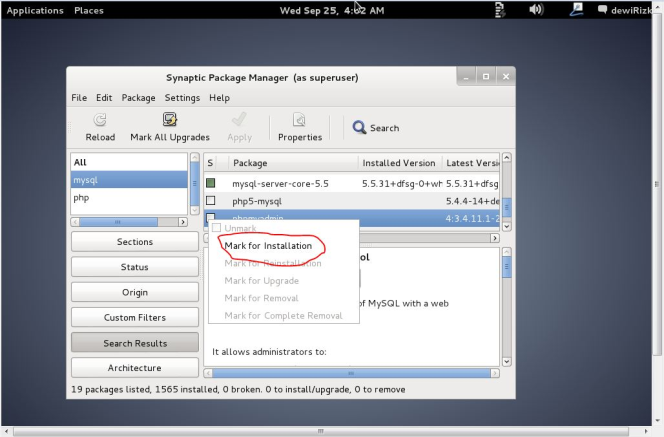 Applications Places Wed Sep 25, 4:02 AM dewiRizk
Synaptic Package Manager (as superuser)
File Edit Package Settings Help
Reload Mark All Upgrades Apply Properties Search
All
mysql
php
S Package Installed Version Latest Versi
mysql-server-core-5.5 5.5.31+dfsg-0+wh 5.5.31+dfsg
php5-mysql 5.4.4-14+de
phpmyadmin 4:3.4.11.1-2
Unmark
Mark for Installation
Mark for Reinstallation
Mark for Upgrade
Mark for Removal
Mark for Complete Removal
ol
of MySQL with a web
It allows administrators to:
Sections
Status
Origin
Custom Filters
Search Results
Architecture
19 packages listed, 1565 installed, 0 broken. 0 to install/upgrade, 0 to remove